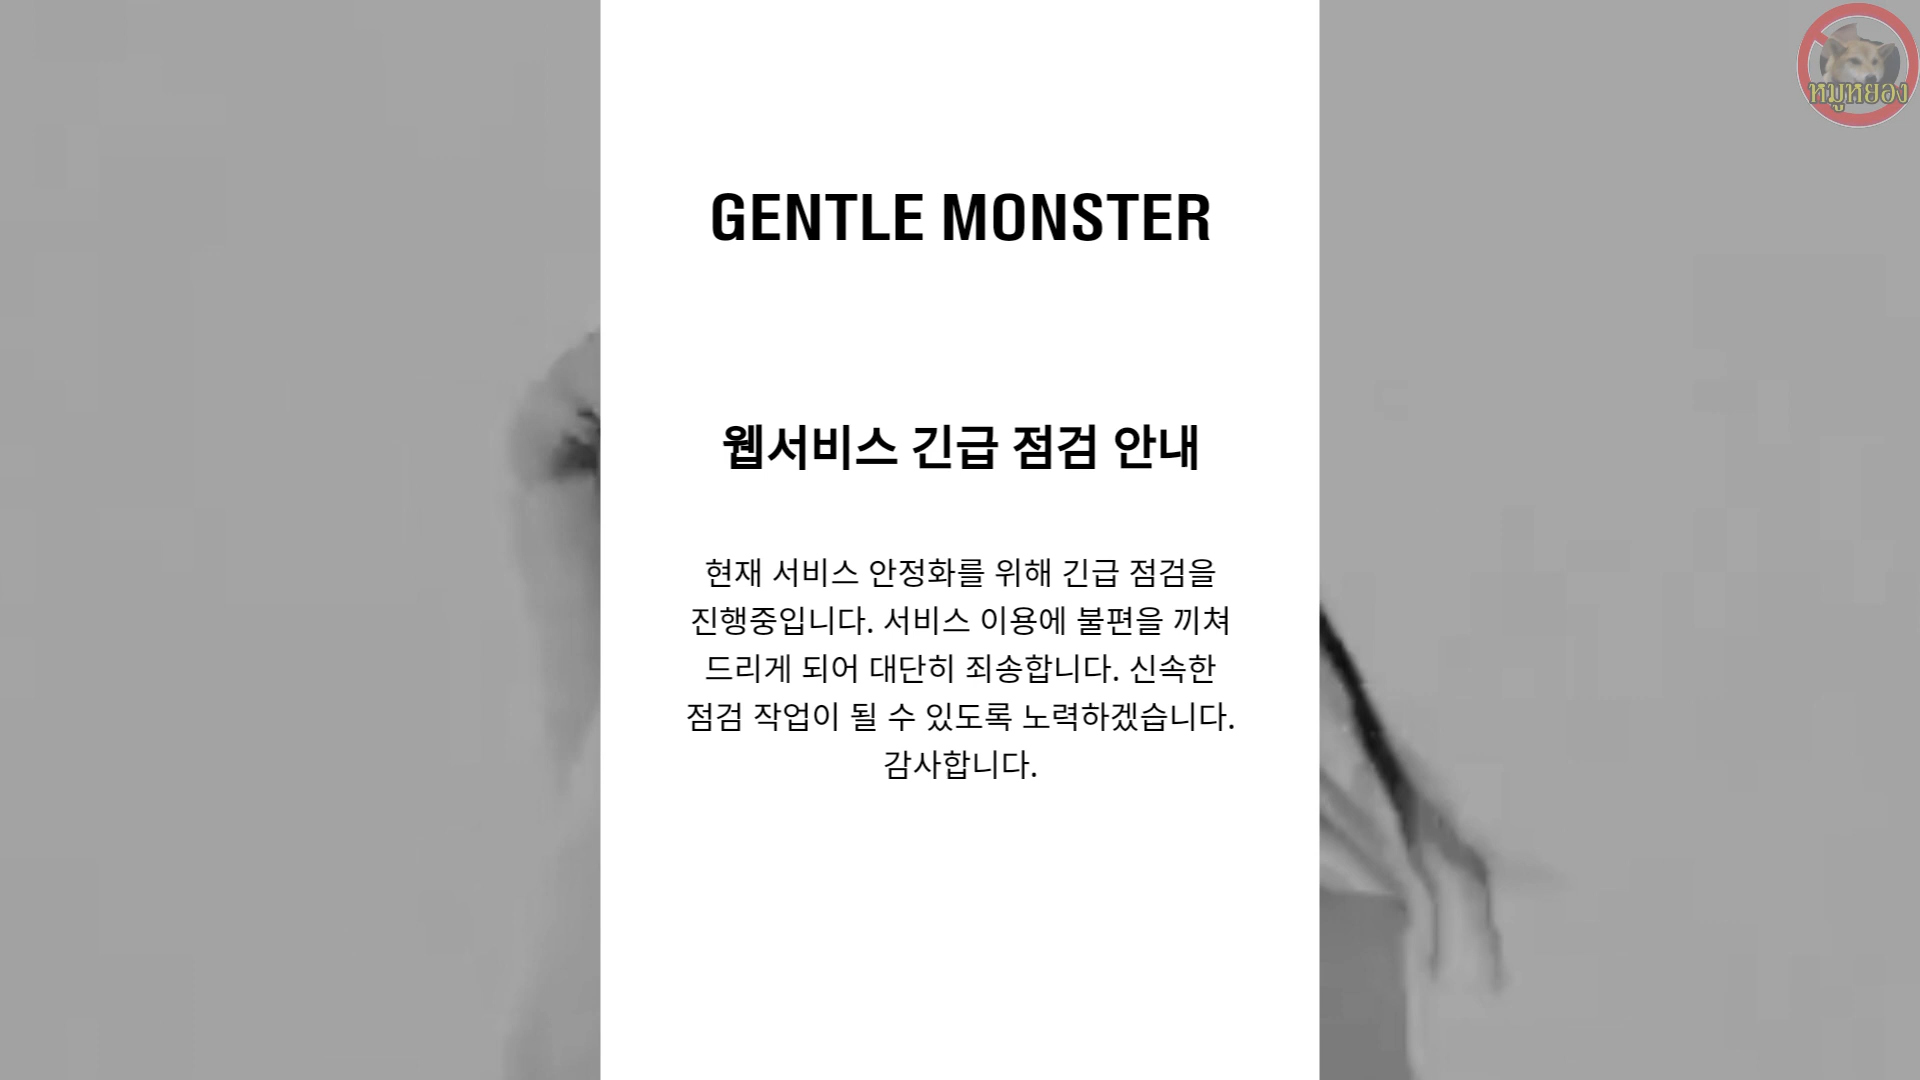 หมูหยอง
GENTLE MONSTER
웹서비스 긴급 점검 안내
현재 서비스 안정화를 위해 긴급 점검을
진행중입니다. 서비스 이용에 불편을 끼쳐
드리게 되어 대단히 죄송합니다. 신속한
점검 작업이 될 수 있도록 노력하겠습니다.
감사합니다.